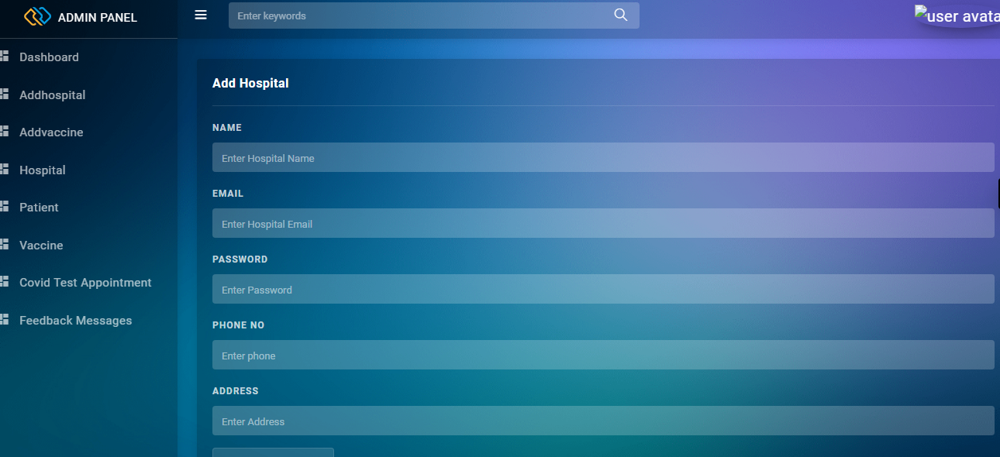 ADMIN PANEL
Enter keywords
user avata
Dashboard
Addhospital
Addvaccine
Hospital
Patient
Vaccine
Covid Test Appointment
Feedback Messages
Add Hospital
NAME
Enter Hospital Name
EMAIL
Enter Hospital Email
PASSWORD
Enter Password
PHONE NO
Enter phone
ADDRESS
Enter Address